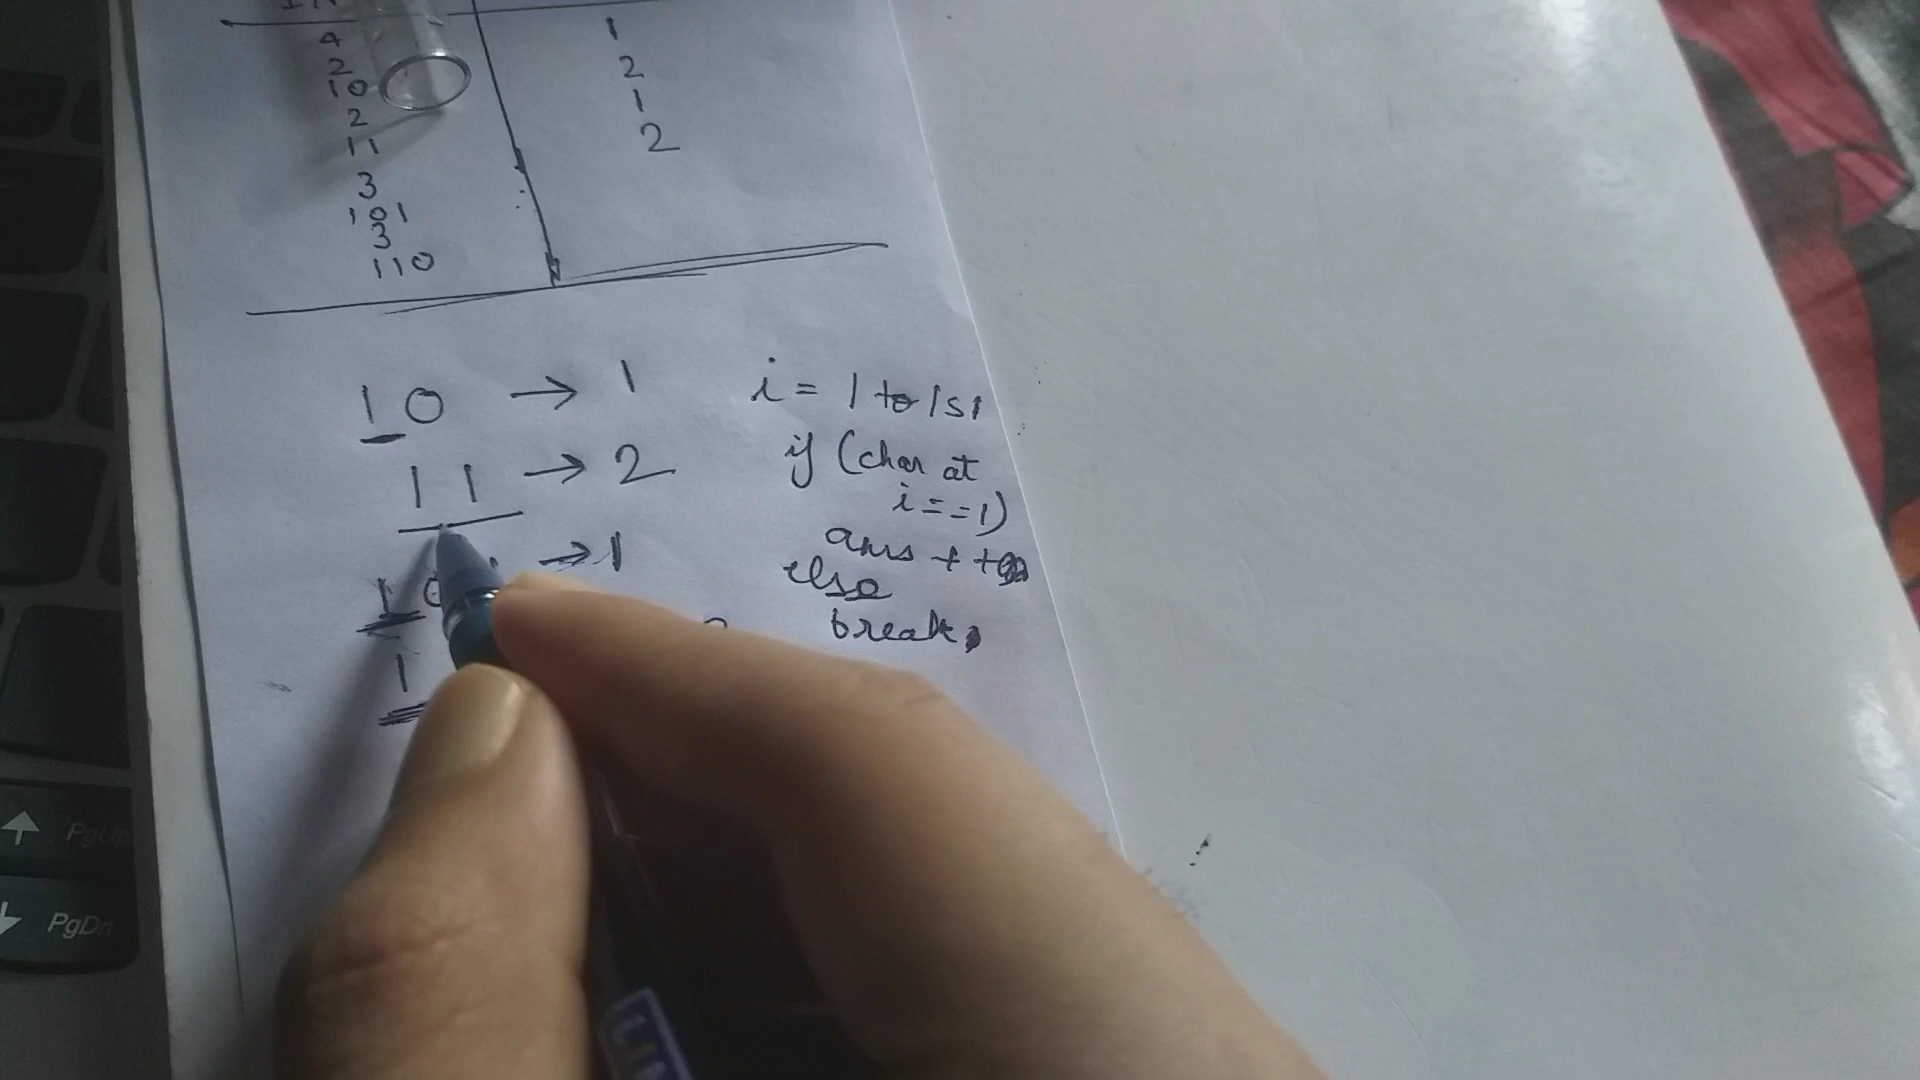 4 1
2 2
10 1
2 2
11
3
101
3
110
10 → 1
11 → 2
→ 1
1
i = 1 to |s|
if (char at
i == 1)
ans ++
else
break;
PgUp
PgDn